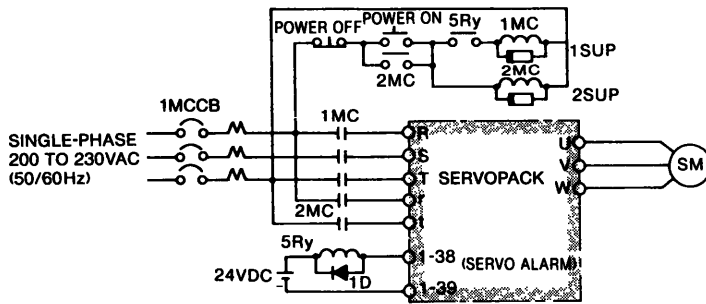 POWER OFF
POWER ON
5Ry
1MC
2MC
2MC
1SUP
2SUP
1MCCB
1MC
SINGLE-PHASE
200 TO 230VAC
(50/60Hz)
R
S
T
r
t
SERVOPACK
U
V
W
SM
2MC
5Ry
1D
24VDC
-
1-38
(SERVO ALARM)
1-39